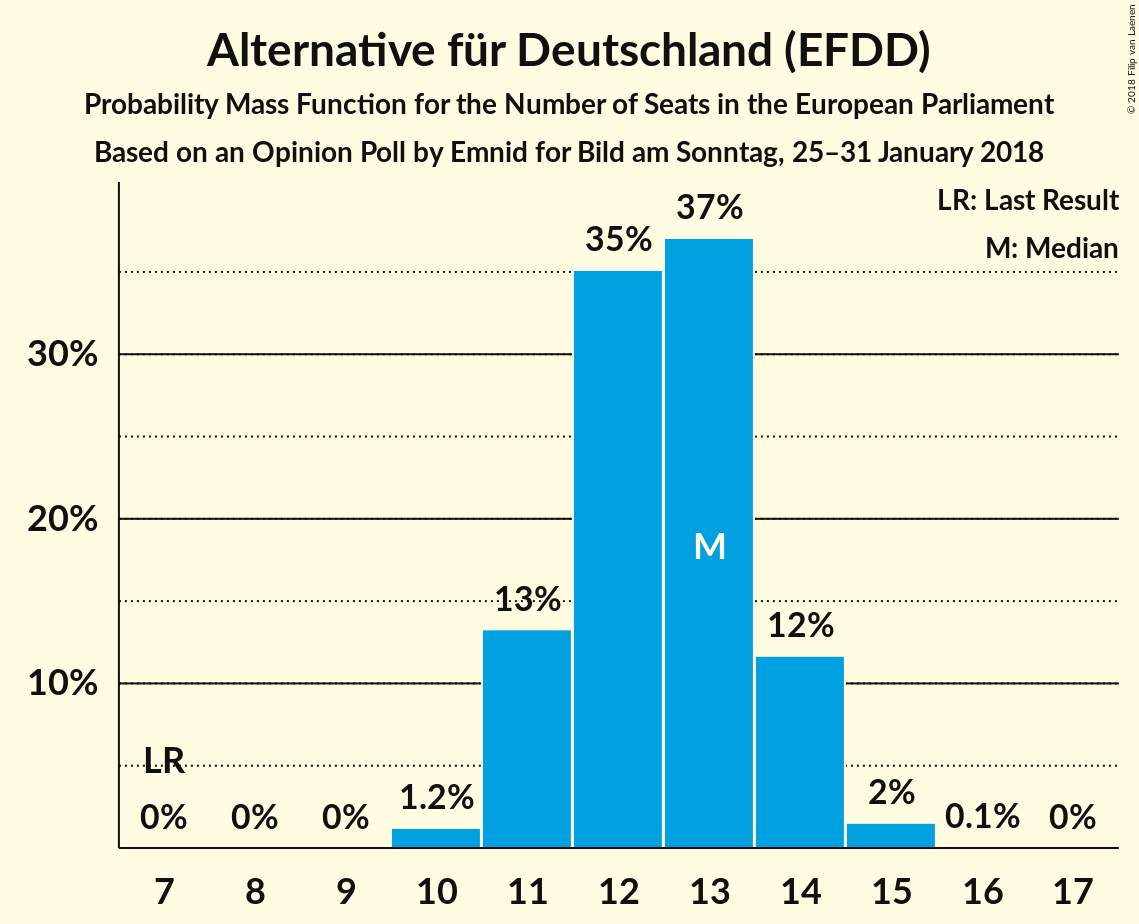 Alternative für Deutschland (EFDD)
Probability Mass Function for the Number of Seats in the European Parliament
Based on an Opinion Poll by Emnid for Bild am Sonntag, 25–31 January 2018
© 2018 Filip van Laenen
LR: Last Result
M: Median
37%
35%
30%
20%
M
13%
12%
10%
LR
0%
0%
0%
1.2%
2%
0.1%
0%
7 8 9 10 11 12 13 14 15 16 17